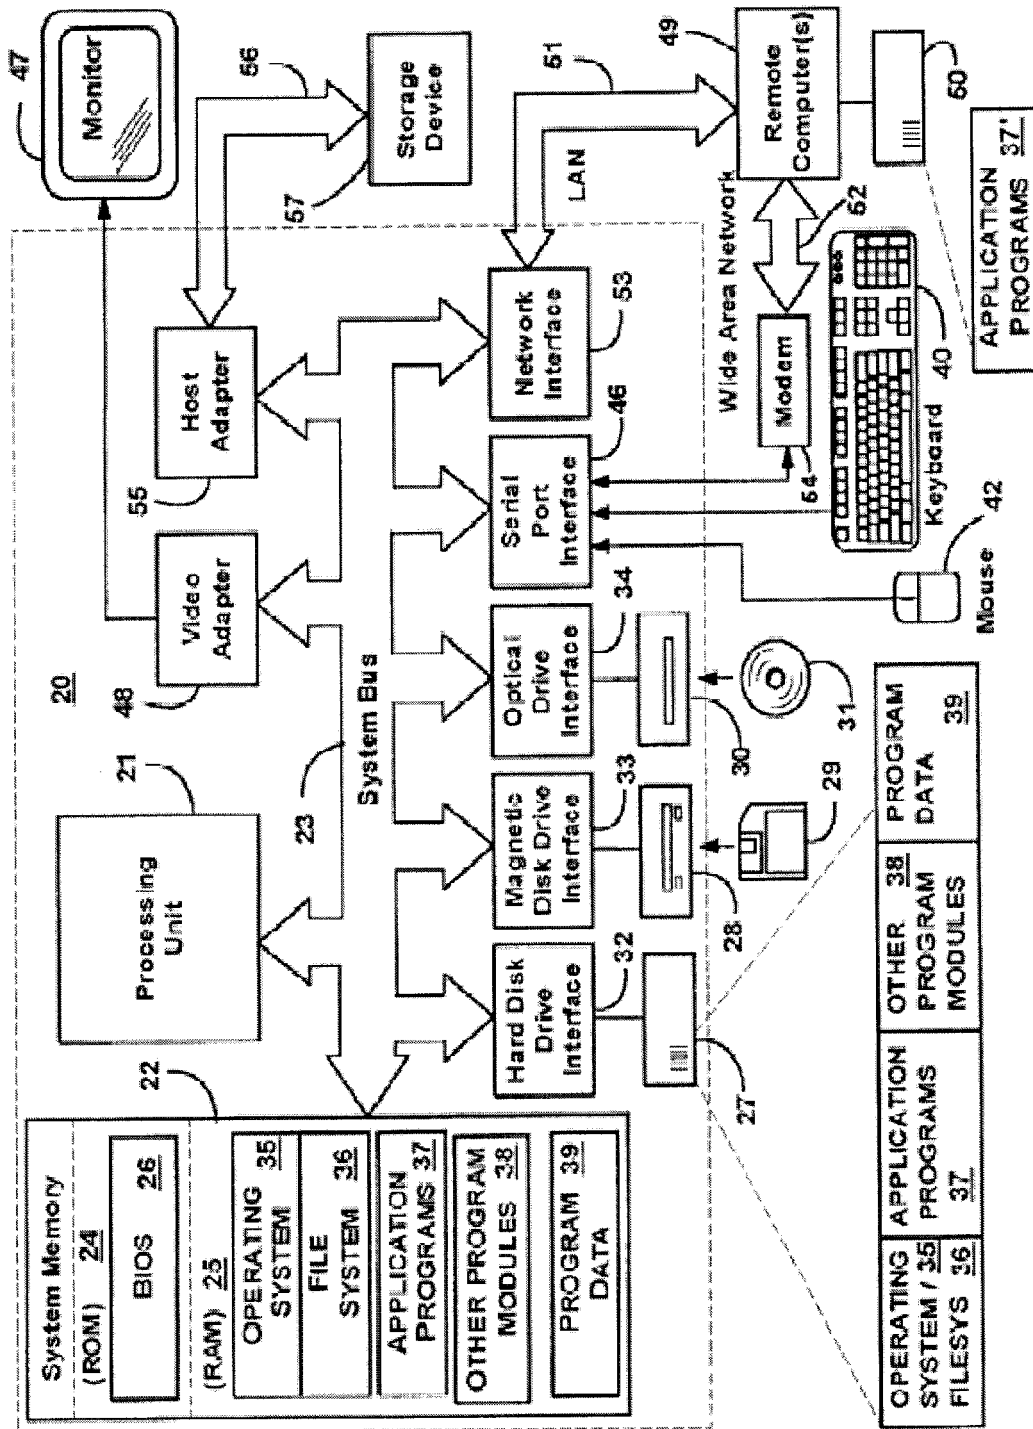 System Memory
(ROM) 24
BIOS 26
(RAM) 25
OPERATING
SYSTEM 35
FILE
SYSTEM 36
APPLICATION
PROGRAMS 37
OTHER PROGRAM
MODULES 38
PROGRAM
DATA 39
22
Processing
Unit
21
20
Video
Adapter
48
Host
Adapter
55
Monitor
47
56
Storage
Device
57
23
System Bus
Hard Disk
Drive
Interface
32
Magnetic
Disk Drive
Interface
33
Optical
Drive
Interface
34
Serial
Port
Interface
46
Network
Interface
53
LAN
51
27
28
29
30
31
Wide Area Network
Modem
54
52
Remote
Computer(s)
49
50
Keyboard
40
Mouse
42
OPERATING
SYSTEM / 35
FILESYS 36
APPLICATION
PROGRAMS
37
OTHER 38
PROGRAM
MODULES
PROGRAM
DATA
39
APPLICATION
PROGRAMS 37'